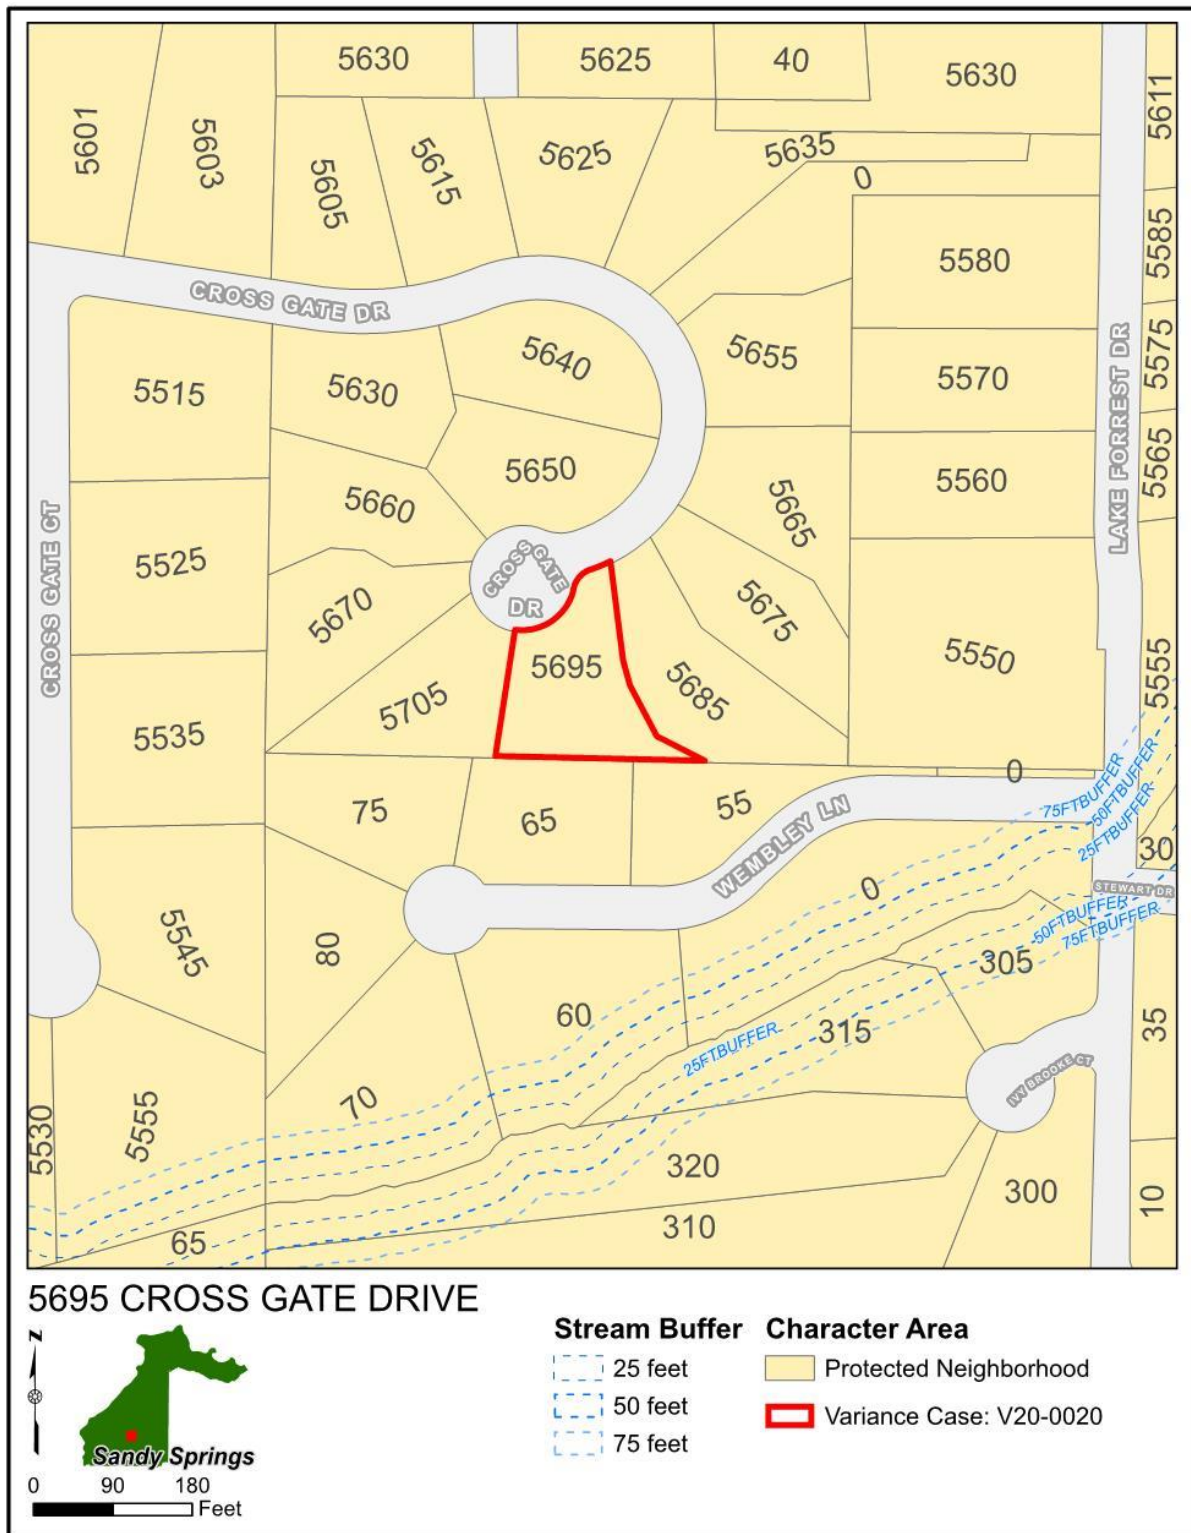 5630
5625
40
5630
5611
5601
5603
5605
5615
5625
5635
0
5580
5585
CROSS GATE DR
5640
5655
5515
5630
5570
5575
LAKE FORREST DR
5650
5660
5665
5560
5565
CROSS GATE CT
5525
CROSS
GATE
DR
5670
5675
5695
5685
5550
5555
5705
5535
0
75
65
55
WEMBLEY LN
75FTBUFFER
50FTBUFFER
25FTBUFFER
30
STEWART DR
0
50FTBUFFER
75FTBUFFER
5545
80
305
60
25FTBUFFER
315
35
IVY BROOKE CT
70
5555
5530
320
300
10
310
65
5695 CROSS GATE DRIVE
N
Sandy Springs
0 90 180
Feet
Stream Buffer
25 feet
50 feet
75 feet
Character Area
Protected Neighborhood
Variance Case: V20-0020